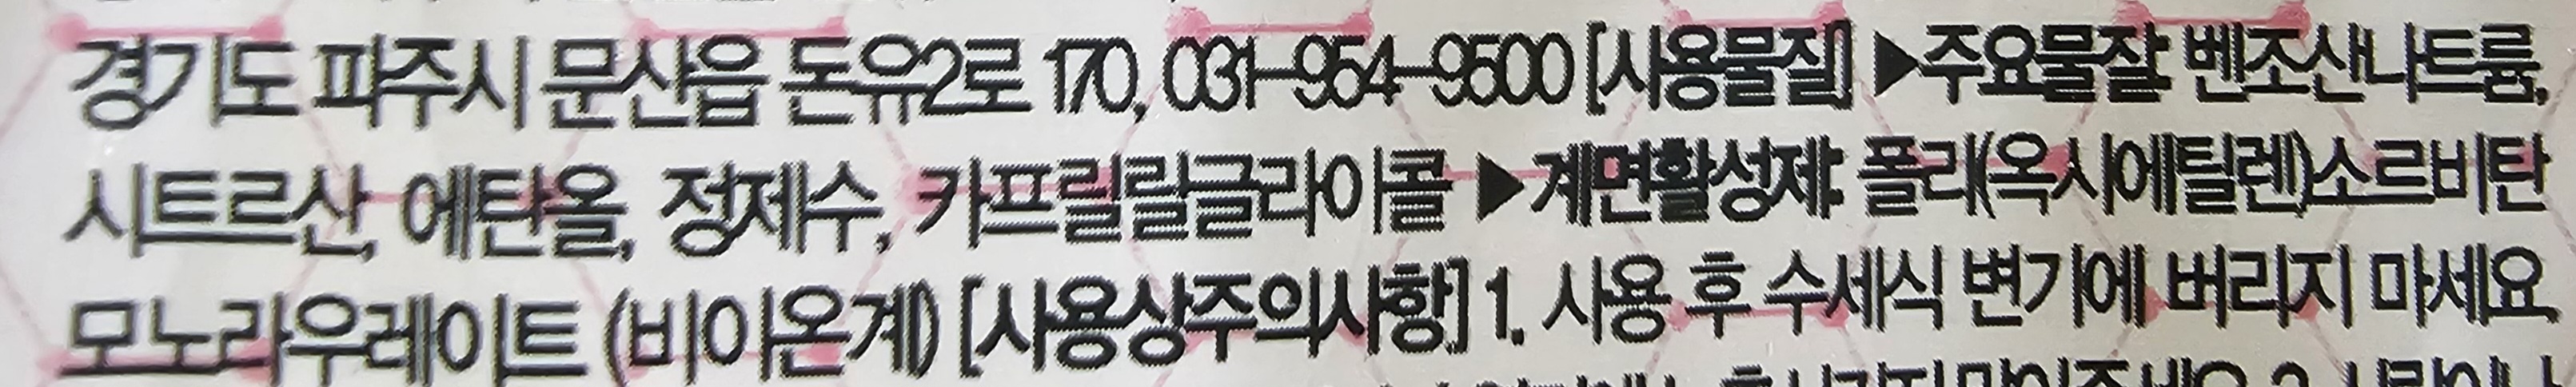 경기도 파주시 문산읍 돈유2로 170, 031-954-9500 [사용물질] ▶주요물질: 벤조산나트륨,
시트르산, 에탄올, 정제수, 카프릴릴글라이콜 ▶계면활성제: 폴리(옥시에틸렌)소르비탄
모노라우레이트 (비이온계) [사용상주의사항] 1. 사용 후 수세식 변기에 버리지 마세요.